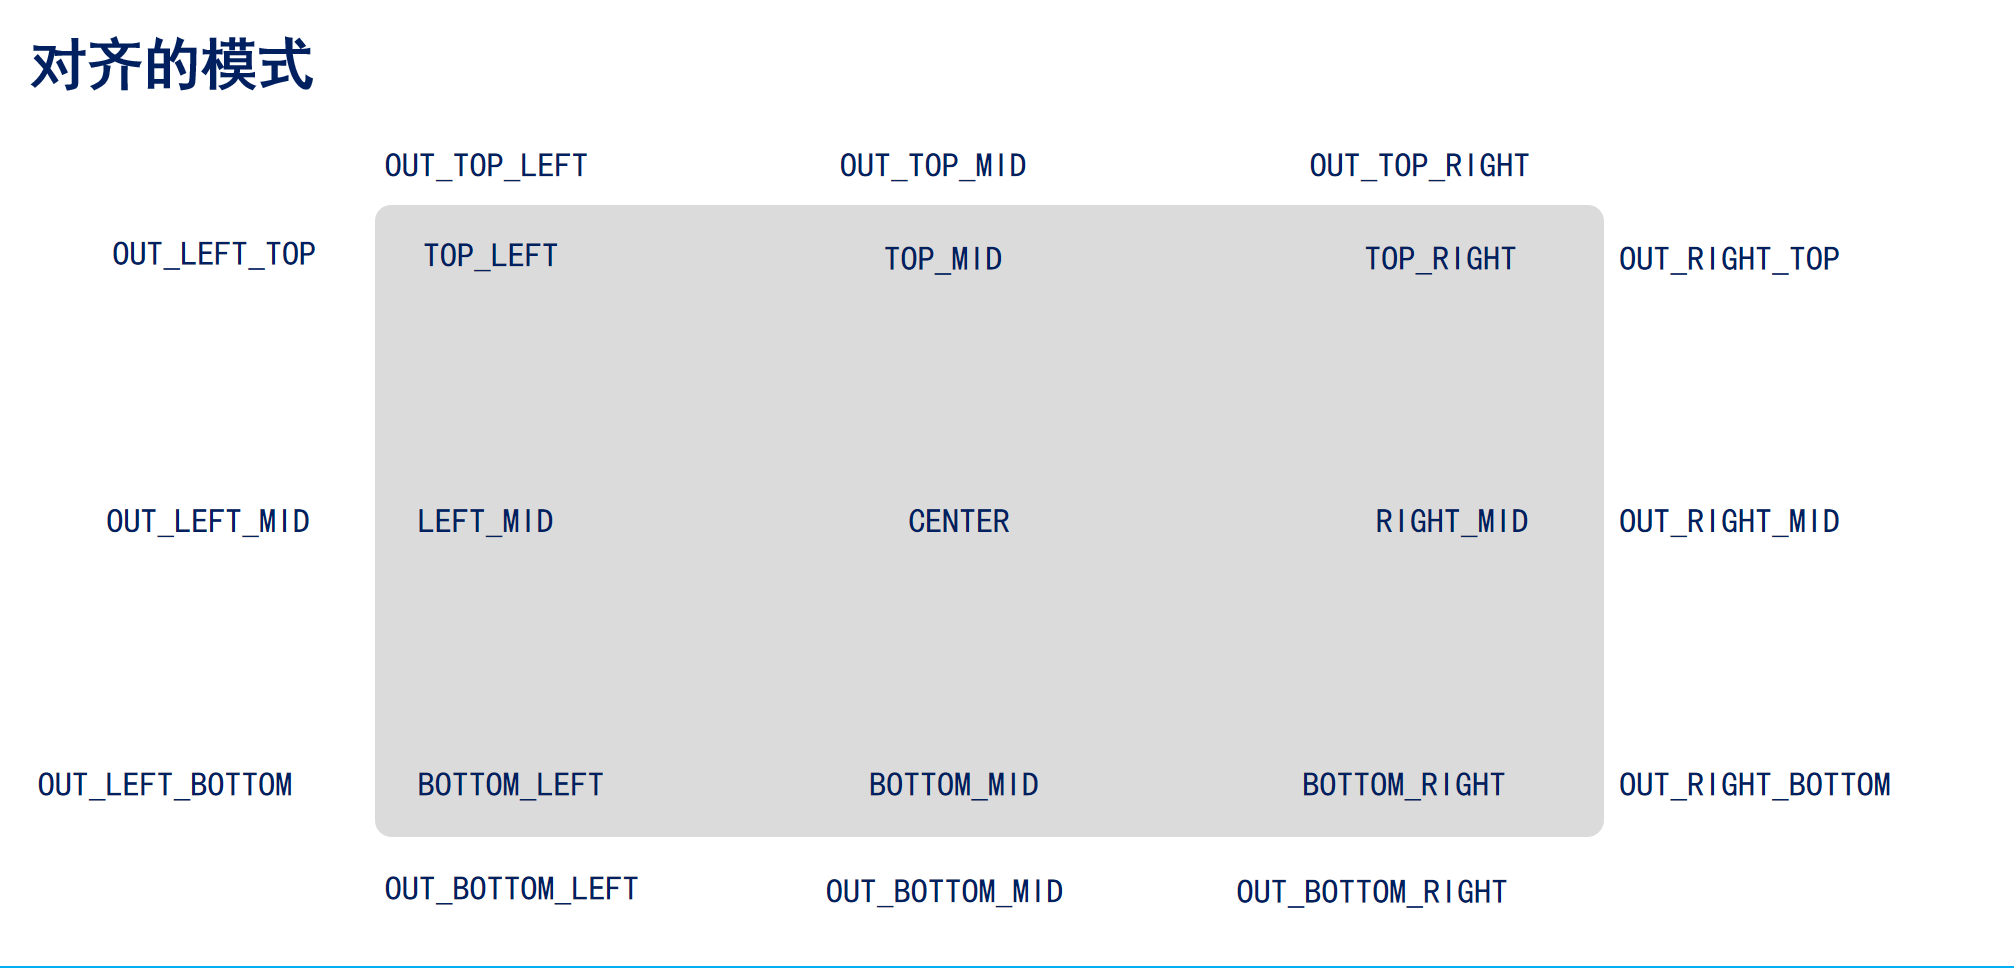 对齐的模式
OUT_TOP_LEFT OUT_TOP_MID OUT_TOP_RIGHT
OUT_LEFT_TOP TOP_LEFT TOP_MID TOP_RIGHT OUT_RIGHT_TOP
OUT_LEFT_MID LEFT_MID CENTER RIGHT_MID OUT_RIGHT_MID
OUT_LEFT_BOTTOM BOTTOM_LEFT BOTTOM_MID BOTTOM_RIGHT OUT_RIGHT_BOTTOM
OUT_BOTTOM_LEFT OUT_BOTTOM_MID OUT_BOTTOM_RIGHT